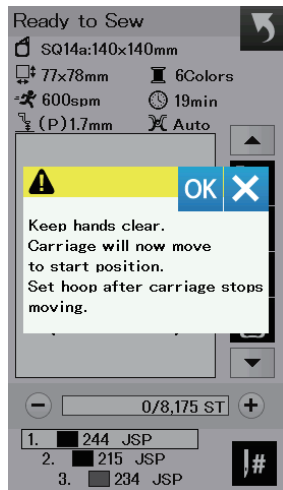 Ready to Sew
SQ14a:140×140mm
77×78mm 6Colors
600spm 19min
(P)1.7mm Auto
OK
Keep hands clear.
Carriage will now move
to start position.
Set hoop after carriage stops
moving.
0/8,175 ST
1. 244 JSP
2. 215 JSP
3. 234 JSP
#